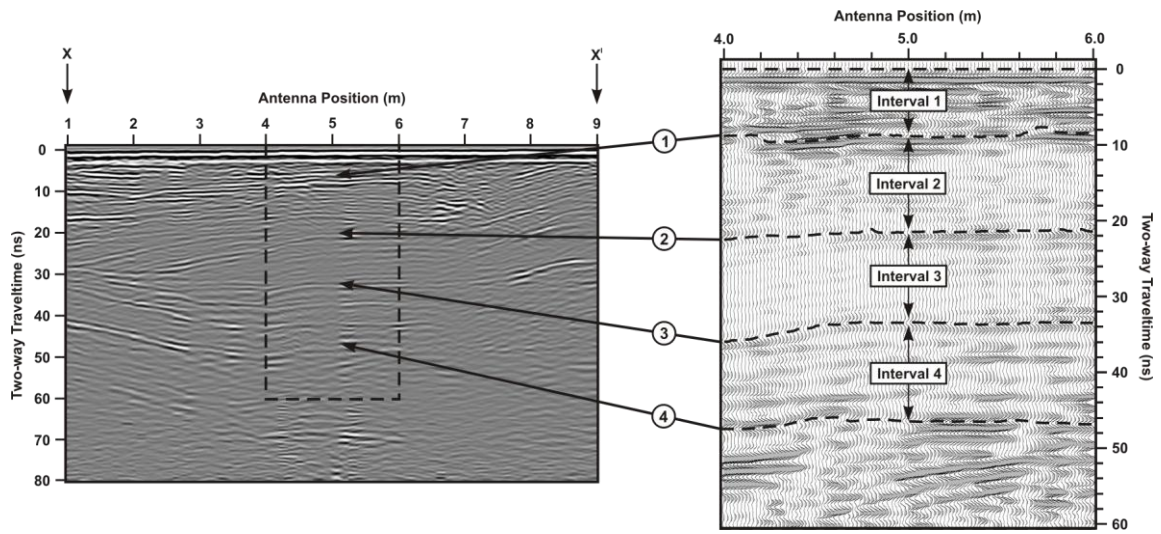 X
X'
Antenna Position (m)
1 2 3 4 5 6 7 8 9
Two-way Traveltime (ns)
0
10
20
30
40
50
60
70
80
1
2
3
4
Antenna Position (m)
4.0 5.0 6.0
Interval 1
Interval 2
Interval 3
Interval 4
0
10
20
30
40
50
60
Two-way Traveltime (ns)